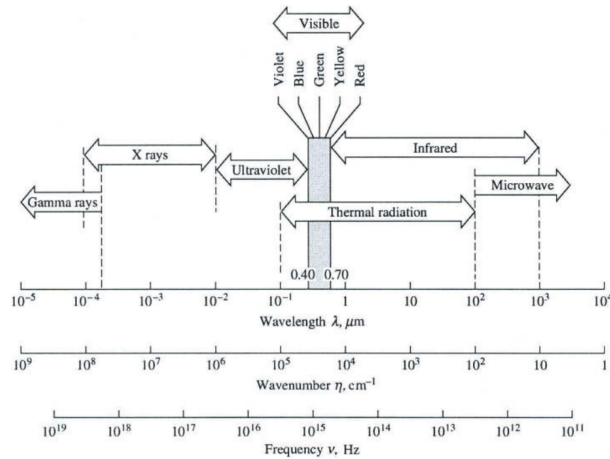 Visible
Violet
Blue
Green
Yellow
Red
X rays
Infrared
Ultraviolet
Microwave
Gamma rays
Thermal radiation
0.40 0.70
10⁻⁵ 10⁻⁴ 10⁻³ 10⁻² 10⁻¹ 1 10 10² 10³ 10⁴
Wavelength λ, μm
10⁹ 10⁸ 10⁷ 10⁶ 10⁵ 10⁴ 10³ 10² 10 1
Wavenumber η, cm⁻¹
10¹⁹ 10¹⁸ 10¹⁷ 10¹⁶ 10¹⁵ 10¹⁴ 10¹³ 10¹² 10¹¹
Frequency ν, Hz